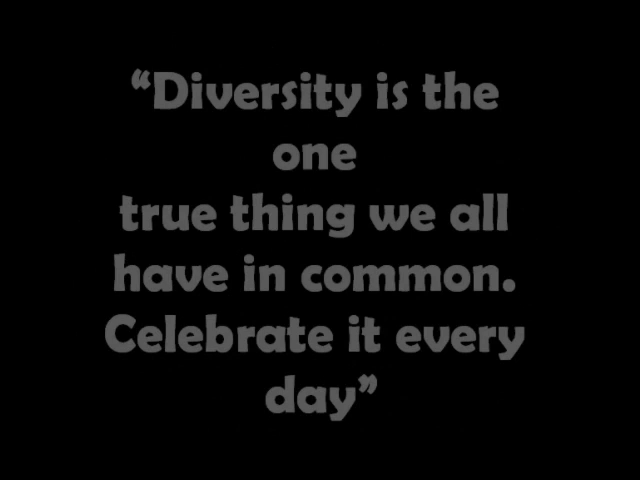 “Diversity is the
one
true thing we all
have in common.
Celebrate it every
day”